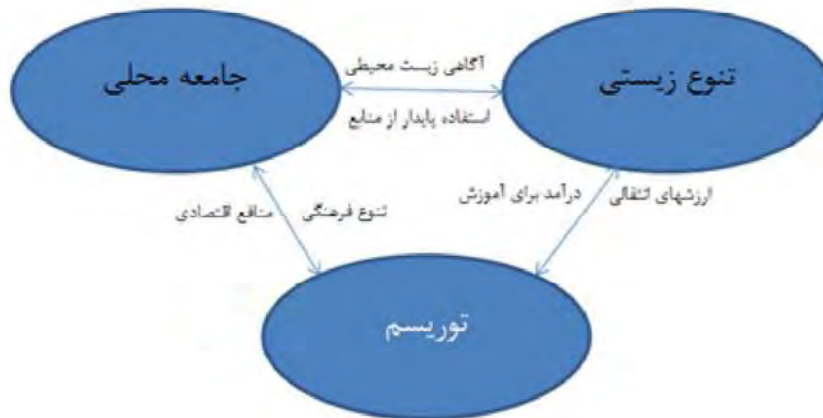 تنوع زیستی
جامعه محلی
آگاهی زیست محیطی
استفاده پایدار از منابع
ارزشهای انتقالی
درآمد برای آموزش
تنوع فرهنگی
منافع اقتصادی
توریسم